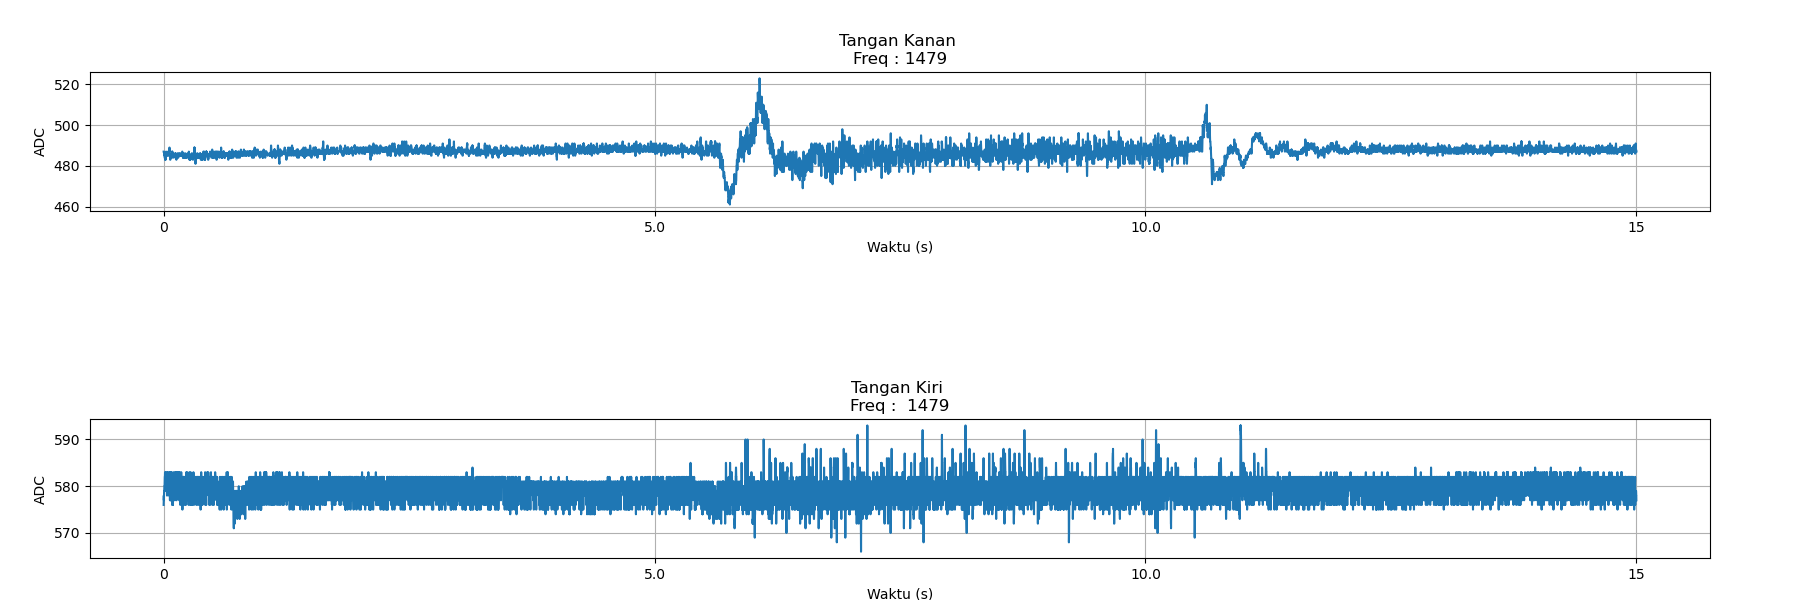 Tangan Kanan
Freq : 1479
520
500
480
460
ADC
0 5.0 10.0 15
Waktu (s)
Tangan Kiri
Freq :  1479
590
580
570
ADC
0 5.0 10.0 15
Waktu (s)